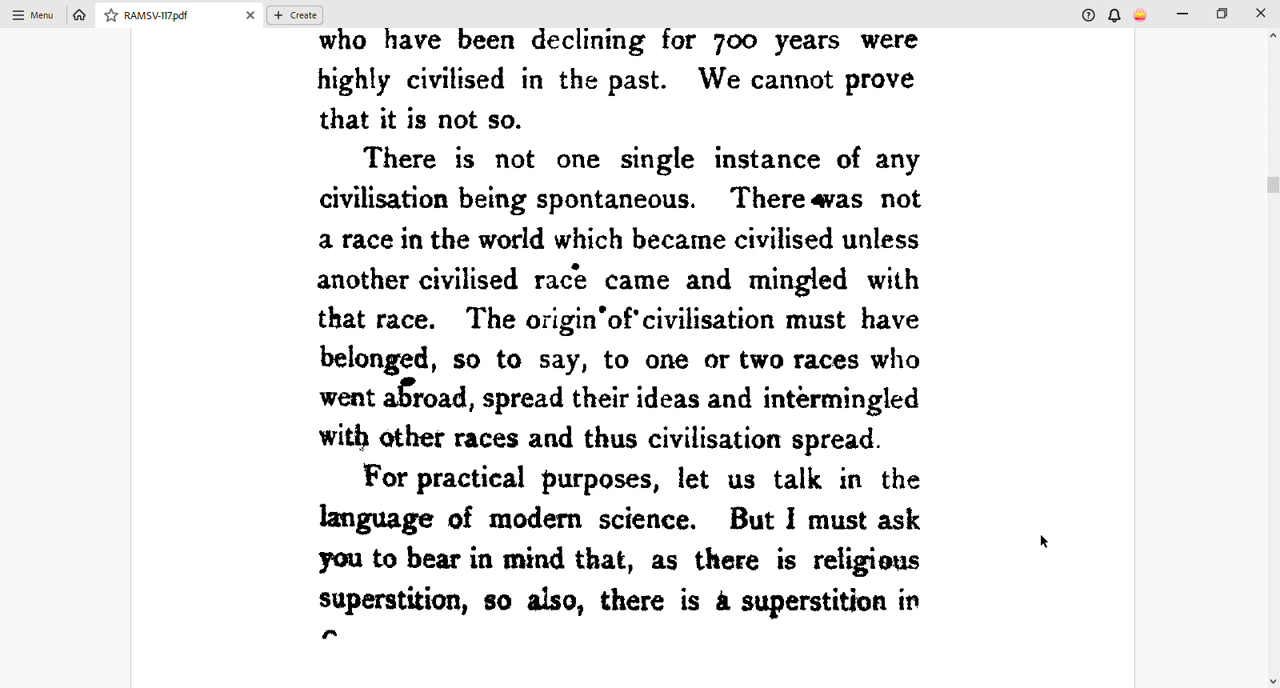 Menu
RAMSV-117.pdf
Create
who have been declining for 700 years were
highly civilised in the past. We cannot prove
that it is not so.
There is not one single instance of any
civilisation being spontaneous. There was not
a race in the world which became civilised unless
another civilised race came and mingled with
that race. The origin of civilisation must have
belonged, so to say, to one or two races who
went abroad, spread their ideas and intermingled
with other races and thus civilisation spread.
For practical purposes, let us talk in the
language of modern science. But I must ask
you to bear in mind that, as there is religious
superstition, so also, there is a superstition in